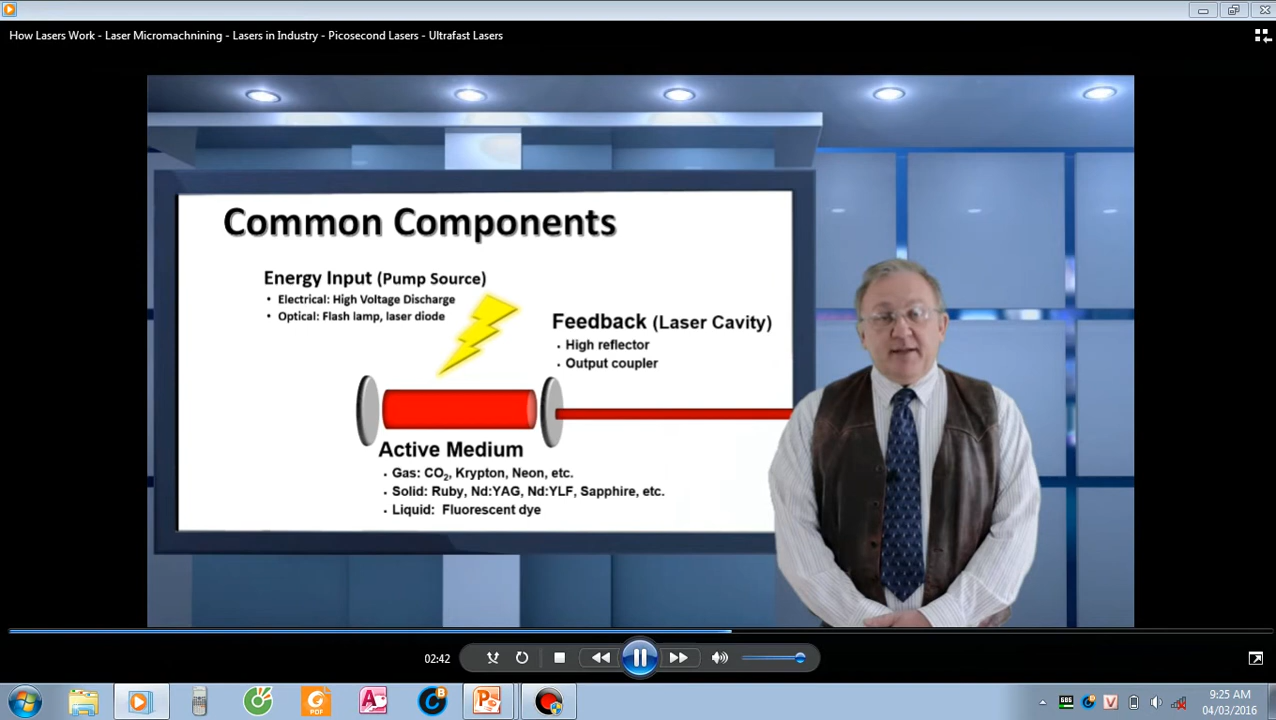 How Lasers Work - Laser Micromachnining - Lasers in Industry - Picosecond Lasers - Ultrafast Lasers
Common Components
Energy Input (Pump Source)
• Electrical: High Voltage Discharge
• Optical: Flash lamp, laser diode
Feedback (Laser Cavity)
• High reflector
• Output coupler
Active Medium
• Gas: CO₂, Krypton, Neon, etc.
• Solid: Ruby, Nd:YAG, Nd:YLF, Sapphire, etc.
• Liquid: Fluorescent dye
02:42
PDF
9:25 AM
04/03/2016